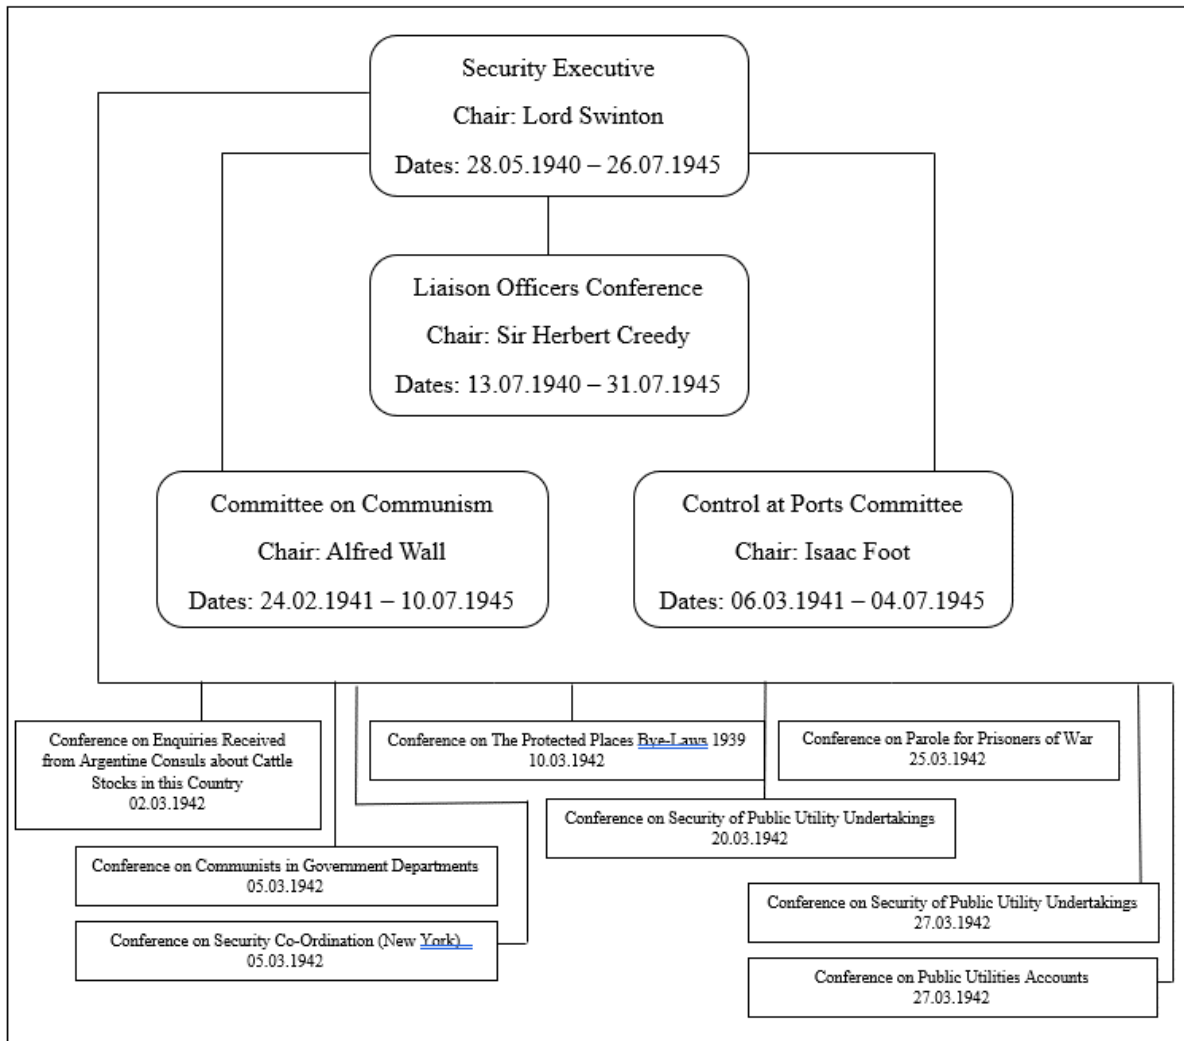 Security Executive
Chair: Lord Swinton
Dates: 28.05.1940 – 26.07.1945
Liaison Officers Conference
Chair: Sir Herbert Creedy
Dates: 13.07.1940 – 31.07.1945
Committee on Communism
Chair: Alfred Wall
Dates: 24.02.1941 – 10.07.1945
Control at Ports Committee
Chair: Isaac Foot
Dates: 06.03.1941 – 04.07.1945
Conference on Enquiries Received
from Argentine Consuls about Cattle
Stocks in this Country
02.03.1942
Conference on The Protected Places Bye-Laws 1939
10.03.1942
Conference on Parole for Prisoners of War
25.03.1942
Conference on Security of Public Utility Undertakings
20.03.1942
Conference on Communists in Government Departments
05.03.1942
Conference on Security of Public Utility Undertakings
27.03.1942
Conference on Security Co-Ordination (New York)
05.03.1942
Conference on Public Utilities Accounts
27.03.1942